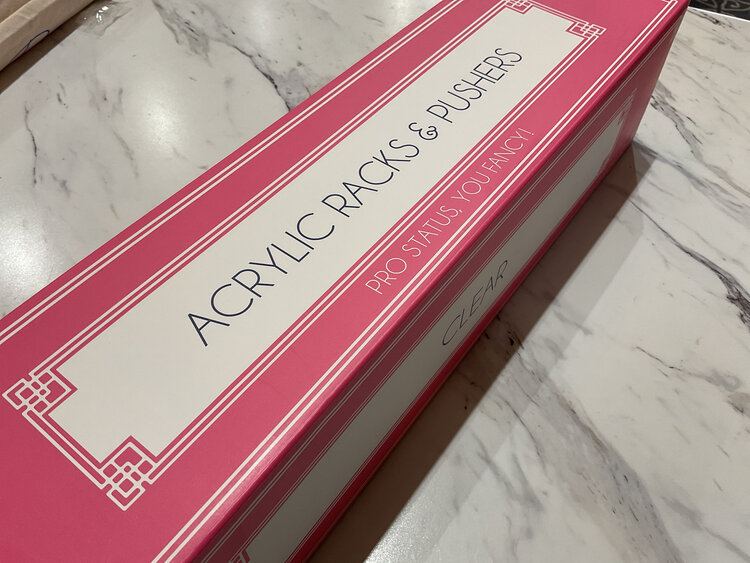 ACRYLIC RACKS & PUSHERS
PRO STATUS, YOU FANCY!
CLEAR